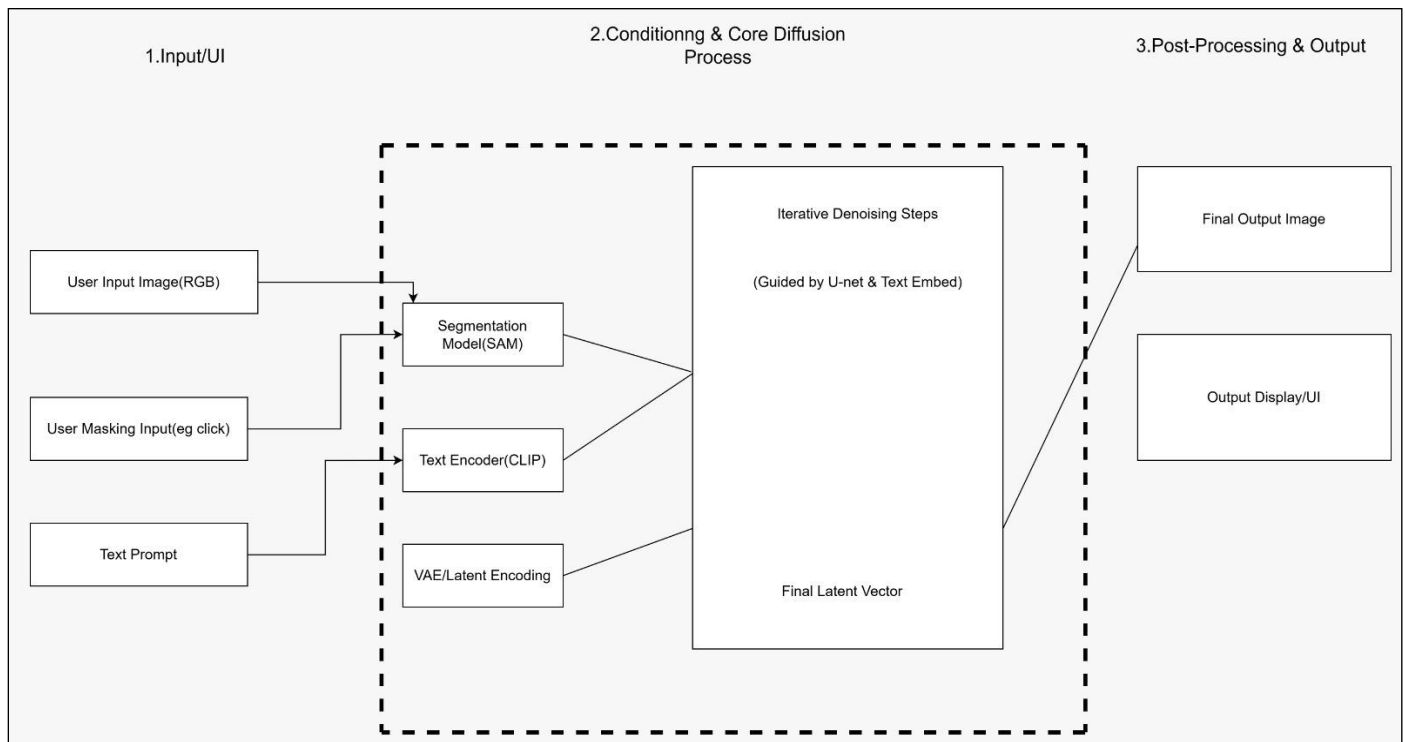 1.Input/UI
2.Conditionng & Core Diffusion
Process
3.Post-Processing & Output
User Input Image(RGB)
User Masking Input(eg click)
Text Prompt
Segmentation
Model(SAM)
Text Encoder(CLIP)
VAE/Latent Encoding
Iterative Denoising Steps
(Guided by U-net & Text Embed)
Final Latent Vector
Final Output Image
Output Display/UI